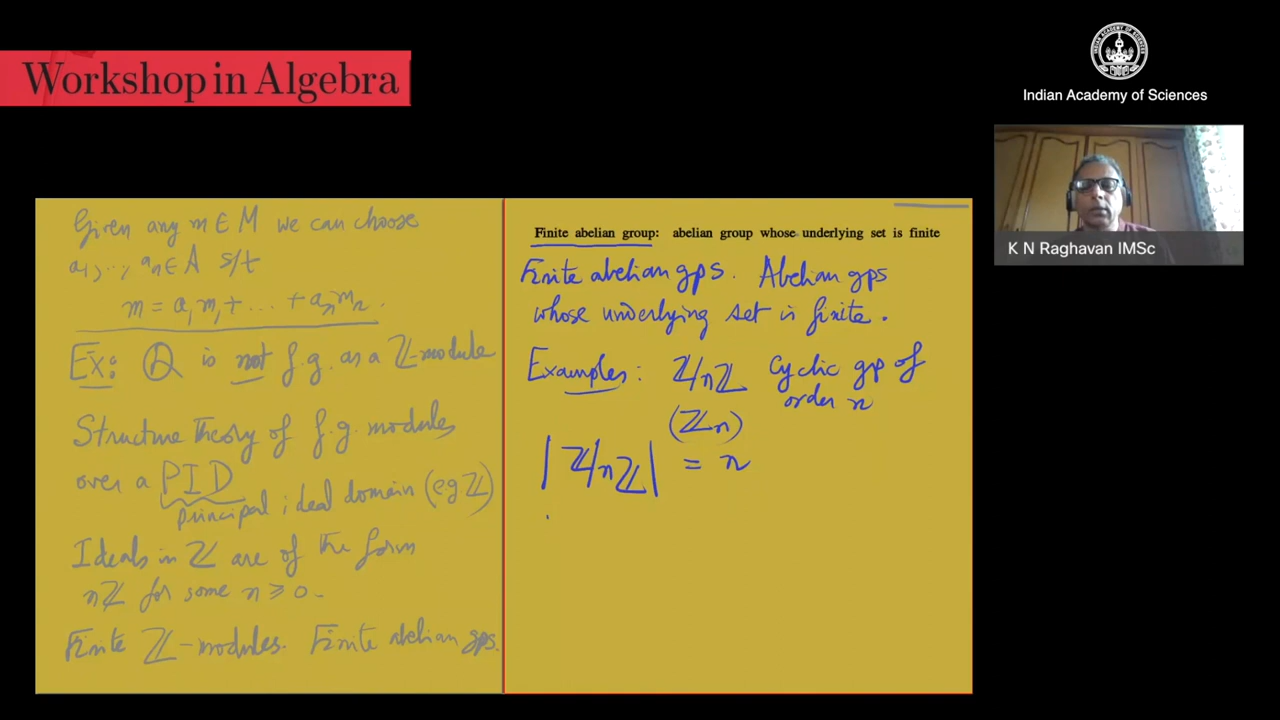 Workshop in Algebra
INDIAN ACADEMY OF SCIENCES
Indian Academy of Sciences
K N Raghavan IMSc
Given any m ∈ M we can choose
a₁,..., aₙ ∈ A s/t
m = a₁m₁ + ... + aₙmₙ.
Ex: ℚ is not f.g. as a ℤ-module
Structure Theory of f.g. modules
over a PID
principal ideal domain (eg ℤ)
Ideals in ℤ are of the form
nℤ for some n ⩾ 0.
Finite ℤ-modules. Finite abelian gps.
Finite abelian group: abelian group whose underlying set is finite
Finite abelian gps. Abelian gps
whose underlying set is finite.
Examples: ℤ/nℤ Cyclic gp of
order n
(ℤₙ)
|ℤ/nℤ| = n